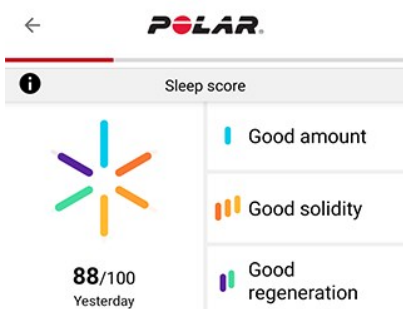 POLAR.
Sleep score
Good amount
Good solidity
Good
regeneration
88/100
Yesterday